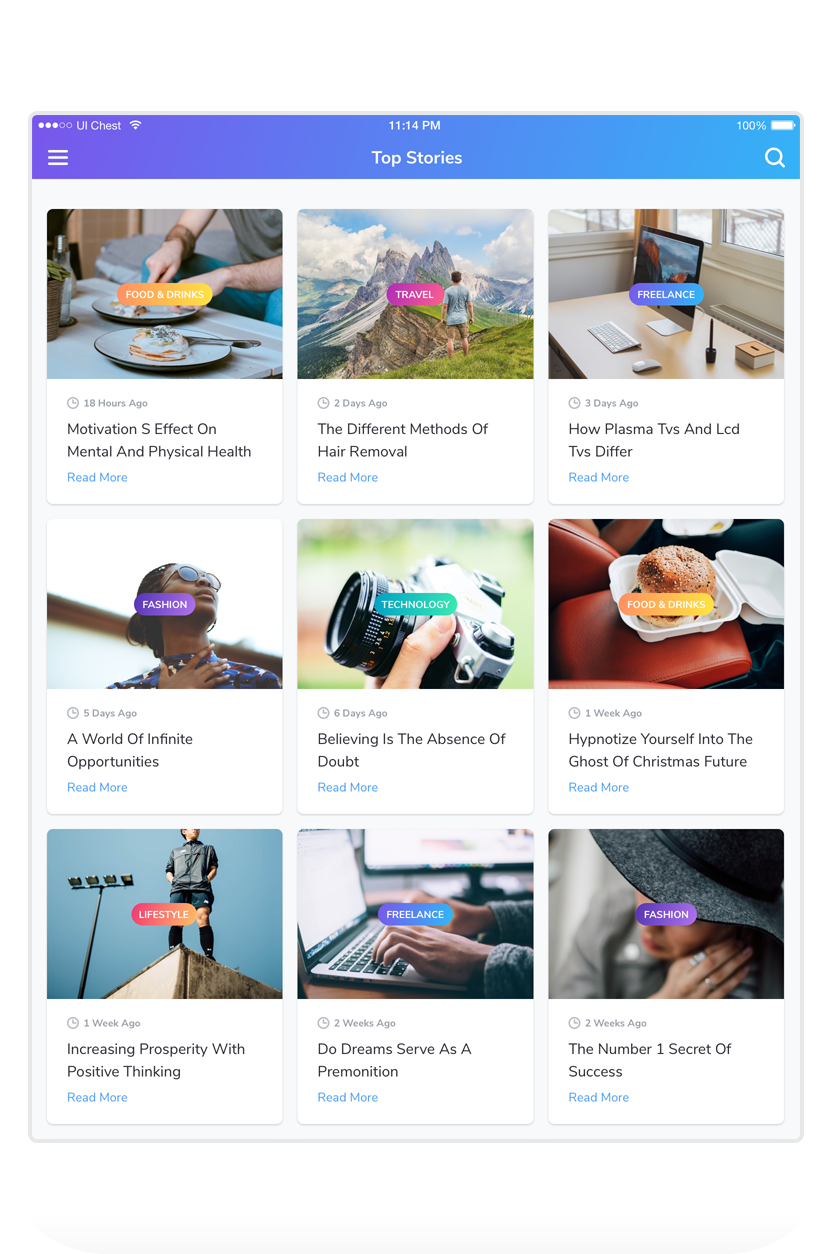 UI Chest
11:14 PM
100%
Top Stories
FOOD & DRINKS
18 Hours Ago
Motivation S Effect On
Mental And Physical Health
Read More
TRAVEL
2 Days Ago
The Different Methods Of
Hair Removal
Read More
FREELANCE
3 Days Ago
How Plasma Tvs And Lcd
Tvs Differ
Read More
FASHION
5 Days Ago
A World Of Infinite
Opportunities
Read More
TECHNOLOGY
6 Days Ago
Believing Is The Absence Of
Doubt
Read More
FOOD & DRINKS
1 Week Ago
Hypnotize Yourself Into The
Ghost Of Christmas Future
Read More
LIFESTYLE
1 Week Ago
Increasing Prosperity With
Positive Thinking
Read More
FREELANCE
2 Weeks Ago
Do Dreams Serve As A
Premonition
Read More
FASHION
2 Weeks Ago
The Number 1 Secret Of
Success
Read More